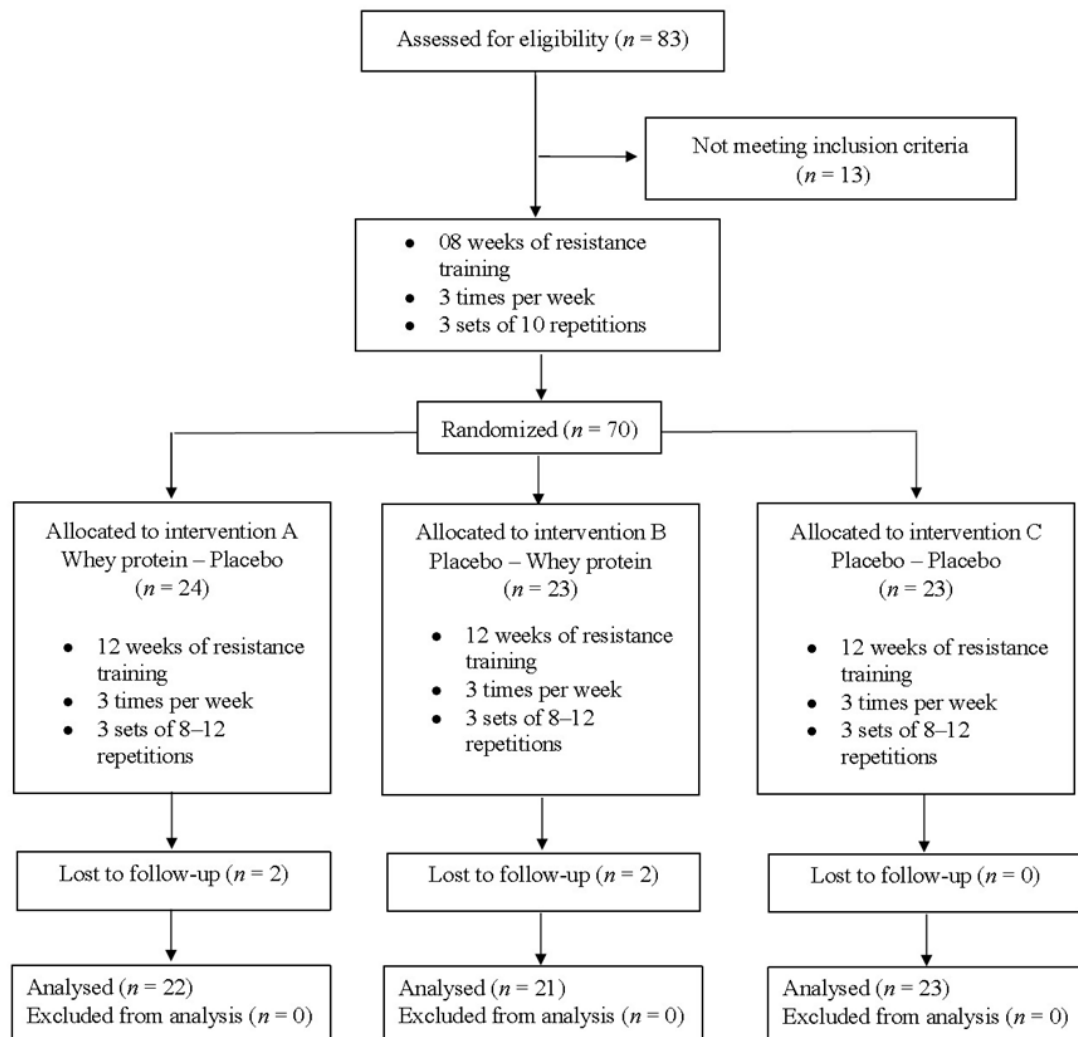 Assessed for eligibility (n = 83)
Not meeting inclusion criteria
(n = 13)
● 08 weeks of resistance
training
● 3 times per week
● 3 sets of 10 repetitions
Randomized (n = 70)
Allocated to intervention A
Whey protein – Placebo
(n = 24)
● 12 weeks of resistance
training
● 3 times per week
● 3 sets of 8–12
repetitions
Allocated to intervention B
Placebo – Whey protein
(n = 23)
● 12 weeks of resistance
training
● 3 times per week
● 3 sets of 8–12
repetitions
Allocated to intervention C
Placebo – Placebo
(n = 23)
● 12 weeks of resistance
training
● 3 times per week
● 3 sets of 8–12
repetitions
Lost to follow-up (n = 2)
Lost to follow-up (n = 2)
Lost to follow-up (n = 0)
Analysed (n = 22)
Excluded from analysis (n = 0)
Analysed (n = 21)
Excluded from analysis (n = 0)
Analysed (n = 23)
Excluded from analysis (n = 0)